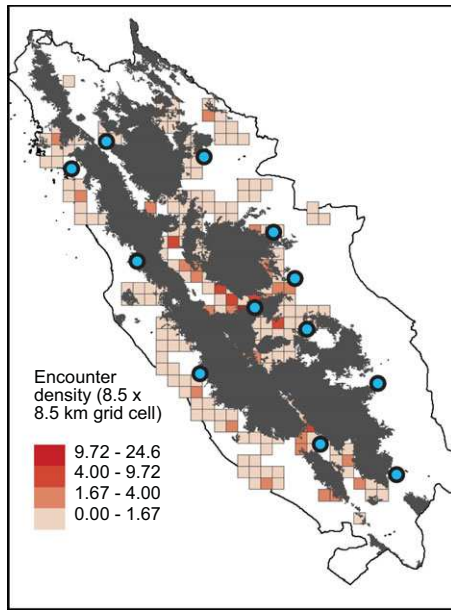 Encounter
density (8.5 x
8.5 km grid cell)
9.72 - 24.6
4.00 - 9.72
1.67 - 4.00
0.00 - 1.67